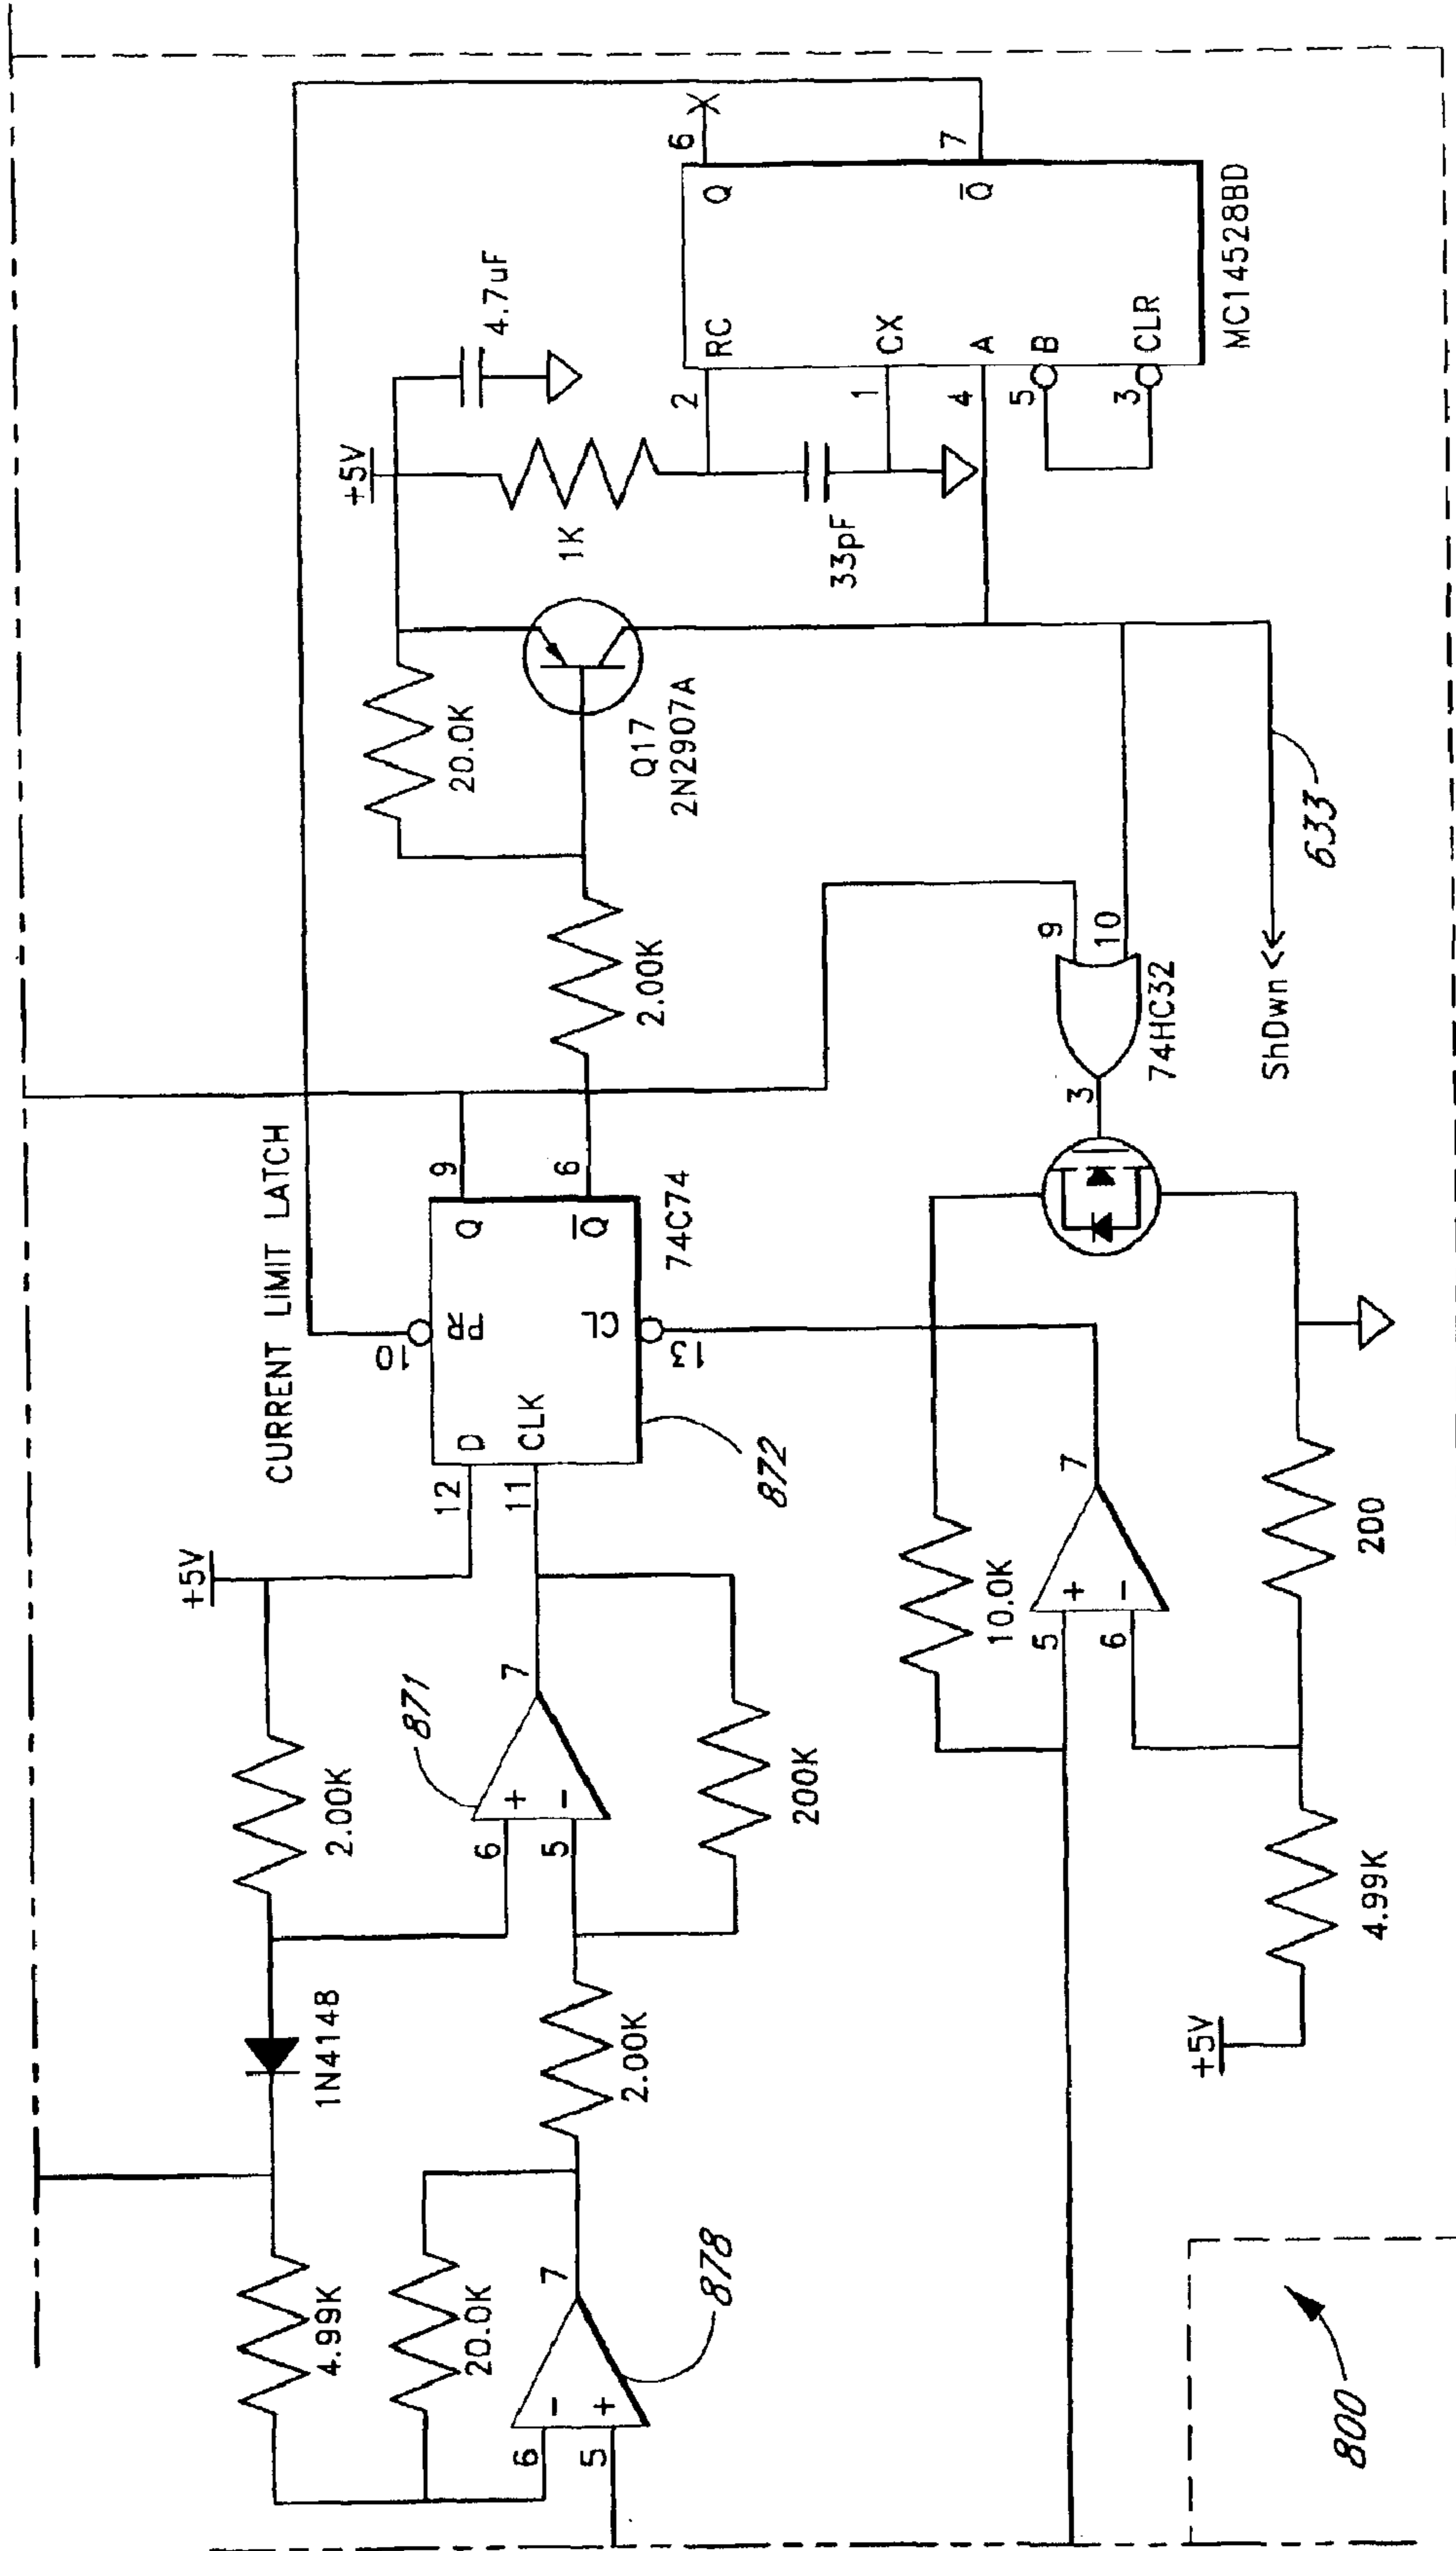 CURRENT LIMIT LATCH
+5V
2.00K
1N4148
4.99K
20.0K
6
5
-
+
7
878
2.00K
871
6
5
+
-
7
200K
12
11
D
CLK
PR
CL
10
13
Q
Q
9
6
74C74
872
2.00K
20.0K
Q17
2N2907A
+5V
4.7uF
1K
33pF
2
1
4
5
3
RC
CX
A
B
CLR
Q
Q
6
7
X
MC14528BD
9
10
3
74HC32
ShDwn <<
633
10.0K
5
6
+
-
7
200
4.99K
+5V
800